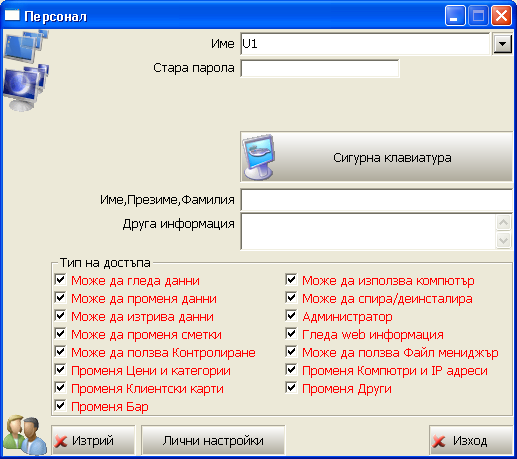 Персонал
Име U1
Стара парола
Сигурна клавиатура
Име,Презиме,Фамилия
Друга информация
Тип на достъпа
Може да гледа данни
Може да променя данни
Може да изтрива данни
Може да променя сметки
Може да ползва Контролиране
Променя Цени и категории
Променя Клиентски карти
Променя Бар
Може да използва компютър
Може да спира/деинсталира
Администратор
Гледа web информация
Може да ползва Файл мениджър
Променя Компютри и IP адреси
Променя Други
Изтрий
Лични настройки
Изход